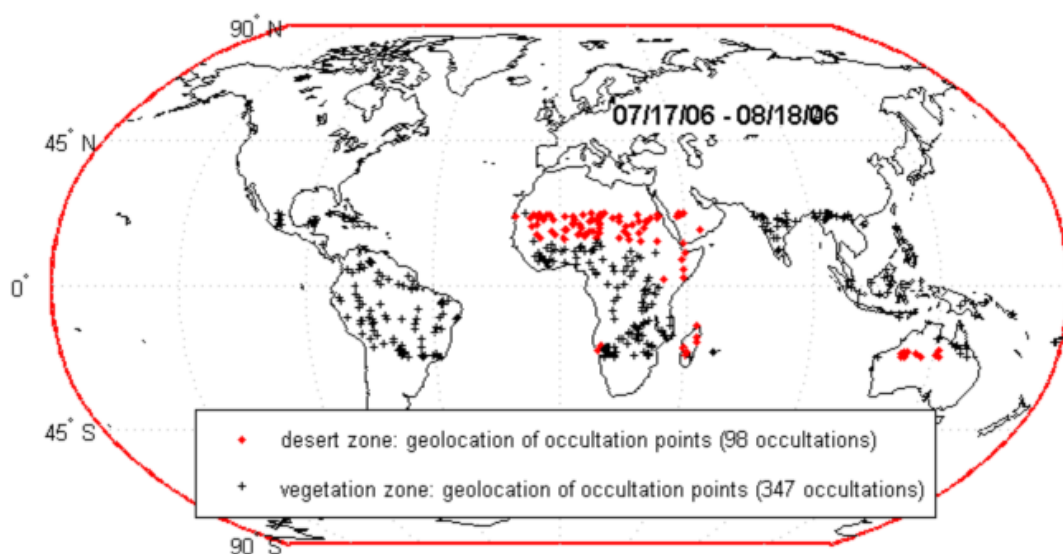 90° N
07/17/06 - 08/18/06
45° N
0°
45° S
desert zone: geolocation of occultation points (98 occultations)
vegetation zone: geolocation of occultation points (347 occultations)
90° S